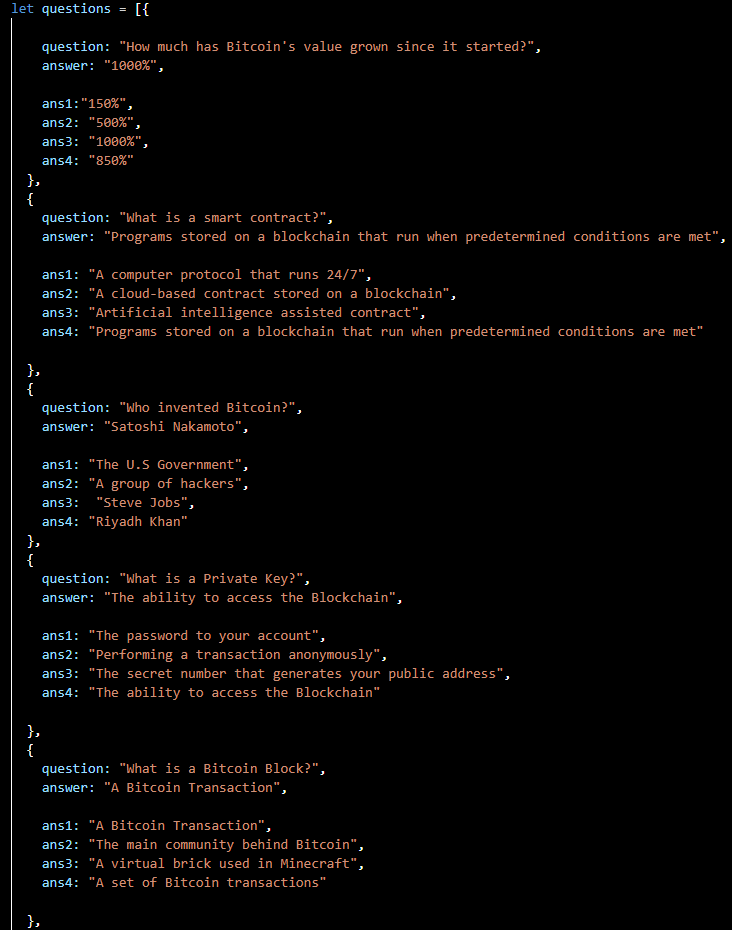 let questions = [{
question: "How much has Bitcoin's value grown since it started?",
answer: "1000%",
ans1:"150%",
ans2: "500%",
ans3: "1000%",
ans4: "850%"
},
{
question: "What is a smart contract?",
answer: "Programs stored on a blockchain that run when predetermined conditions are met",
ans1: "A computer protocol that runs 24/7",
ans2: "A cloud-based contract stored on a blockchain",
ans3: "Artificial intelligence assisted contract",
ans4: "Programs stored on a blockchain that run when predetermined conditions are met"
},
{
question: "Who invented Bitcoin?",
answer: "Satoshi Nakamoto",
ans1: "The U.S Government",
ans2: "A group of hackers",
ans3:  "Steve Jobs",
ans4: "Riyadh Khan"
},
{
question: "What is a Private Key?",
answer: "The ability to access the Blockchain",
ans1: "The password to your account",
ans2: "Performing a transaction anonymously",
ans3: "The secret number that generates your public address",
ans4: "The ability to access the Blockchain"
},
{
question: "What is a Bitcoin Block?",
answer: "A Bitcoin Transaction",
ans1: "A Bitcoin Transaction",
ans2: "The main community behind Bitcoin",
ans3: "A virtual brick used in Minecraft",
ans4: "A set of Bitcoin transactions"
},